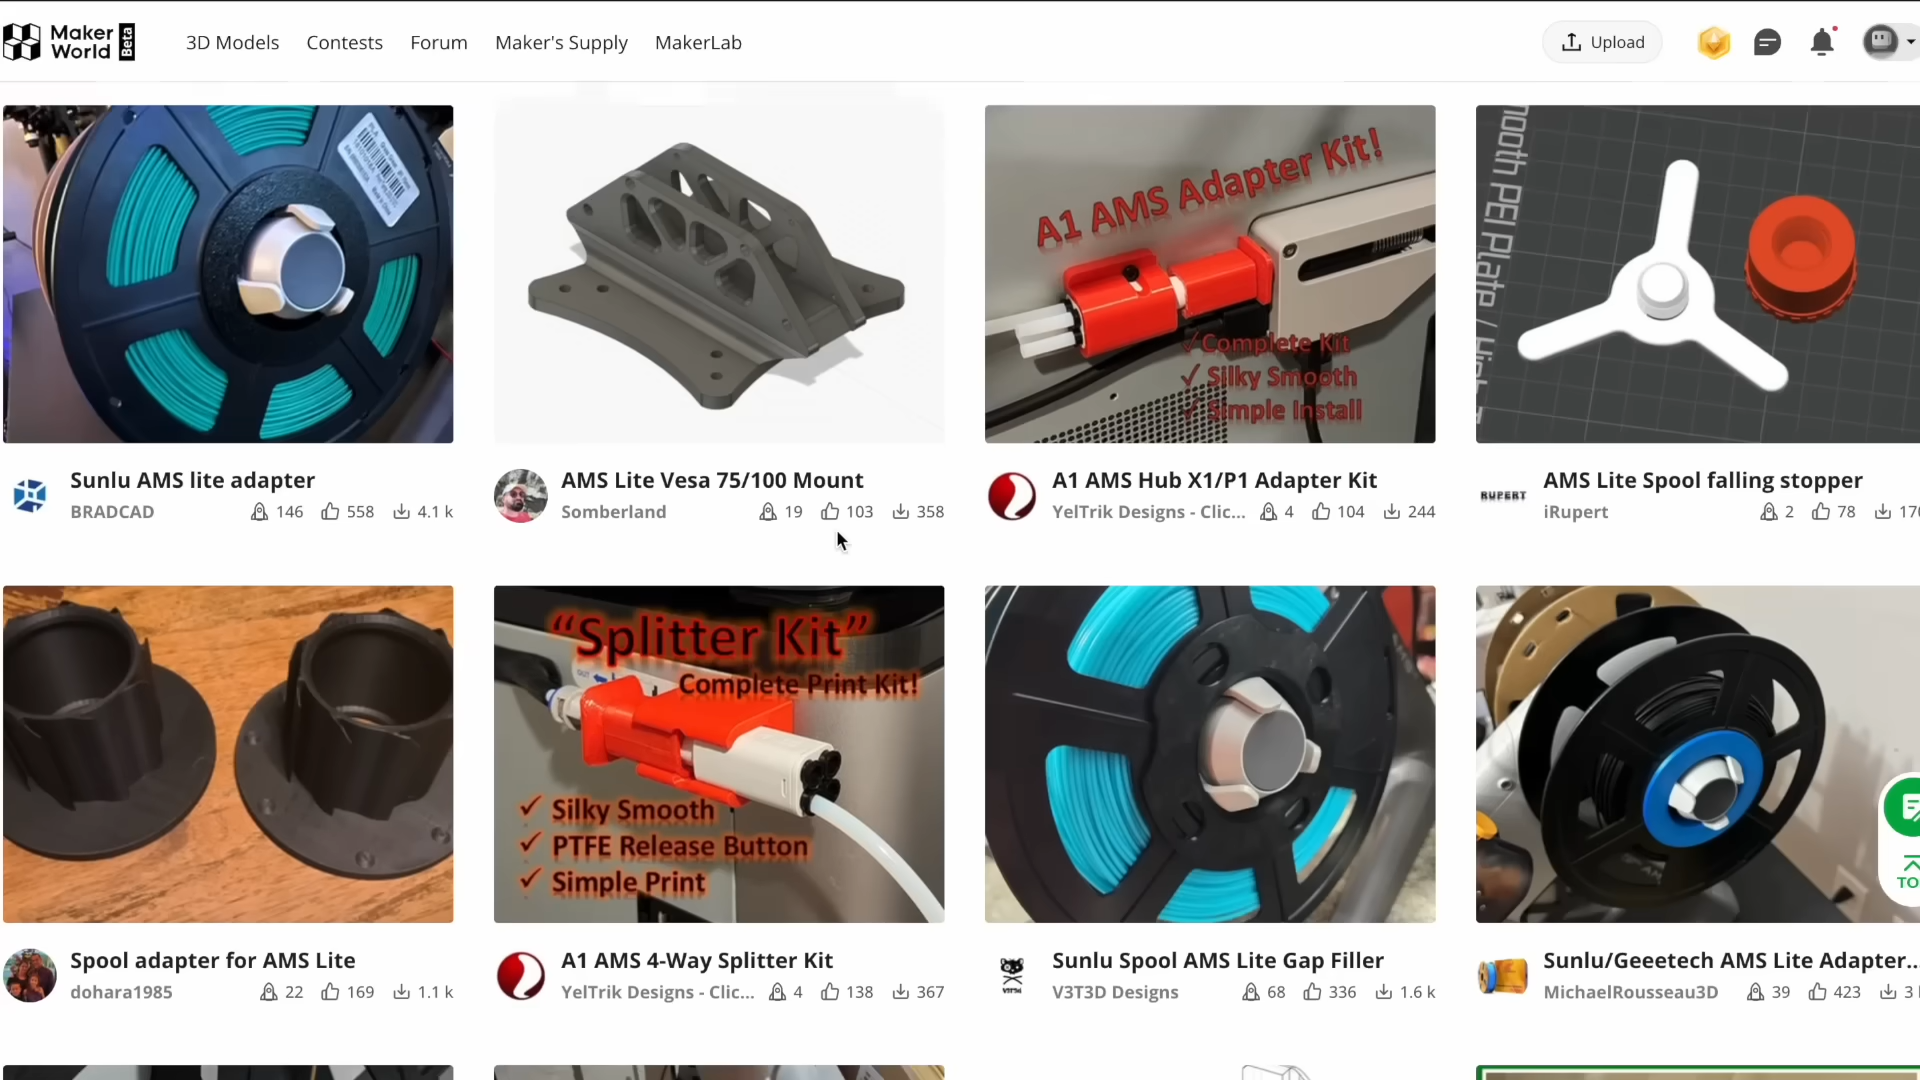 Maker
World
Beta
3D Models
Contests
Forum
Maker's Supply
MakerLab
Upload
A1 AMS Adapter Kit!
✓ Complete Kit
✓ Silky Smooth
✓ Simple Install
Sunlu AMS lite adapter
BRADCAD
146
558
4.1 k
AMS Lite Vesa 75/100 Mount
Somberland
19
103
358
A1 AMS Hub X1/P1 Adapter Kit
YelTrik Designs - Clic...
4
104
244
RUPERT
AMS Lite Spool falling stopper
iRupert
2
78
“Splitter Kit”
Complete Print Kit!
OUT
✓ Silky Smooth
✓ PTFE Release Button
✓ Simple Print
TO
Spool adapter for AMS Lite
dohara1985
22
169
1.1 k
A1 AMS 4-Way Splitter Kit
YelTrik Designs - Clic...
4
138
367
Sunlu Spool AMS Lite Gap Filler
V3T3D Designs
68
336
1.6 k
Sunlu/Geeetech AMS Lite Adapter...
MichaelRousseau3D
39
423
3